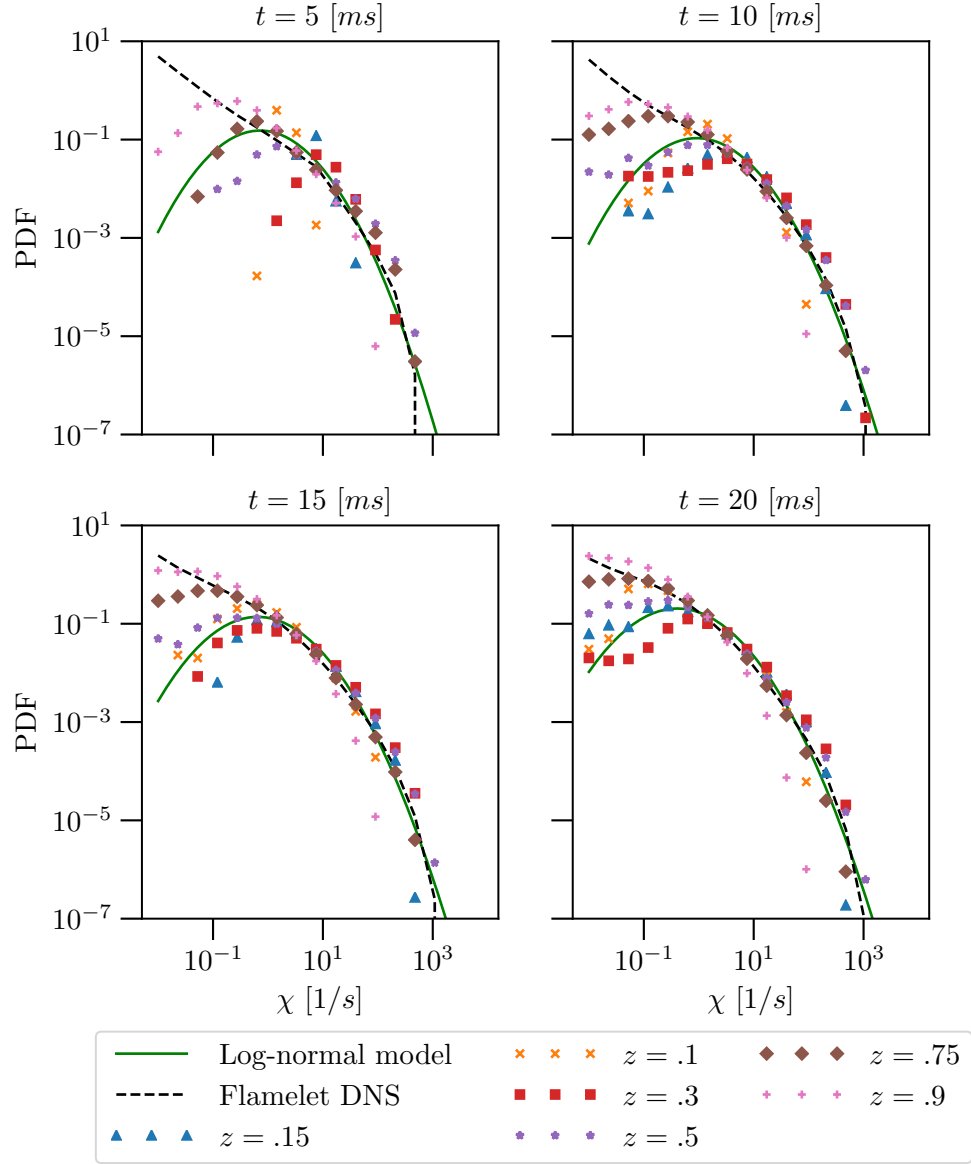 t = 5 [ms]
t = 10 [ms]
PDF
10^1
10^-1
10^-3
10^-5
10^-7
t = 15 [ms]
t = 20 [ms]
PDF
10^1
10^-1
10^-3
10^-5
10^-7
10^-1 10^1 10^3
10^-1 10^1 10^3
χ [1/s]
χ [1/s]
Log-normal model
Flamelet DNS
z = .15
z = .1
z = .3
z = .5
z = .75
z = .9